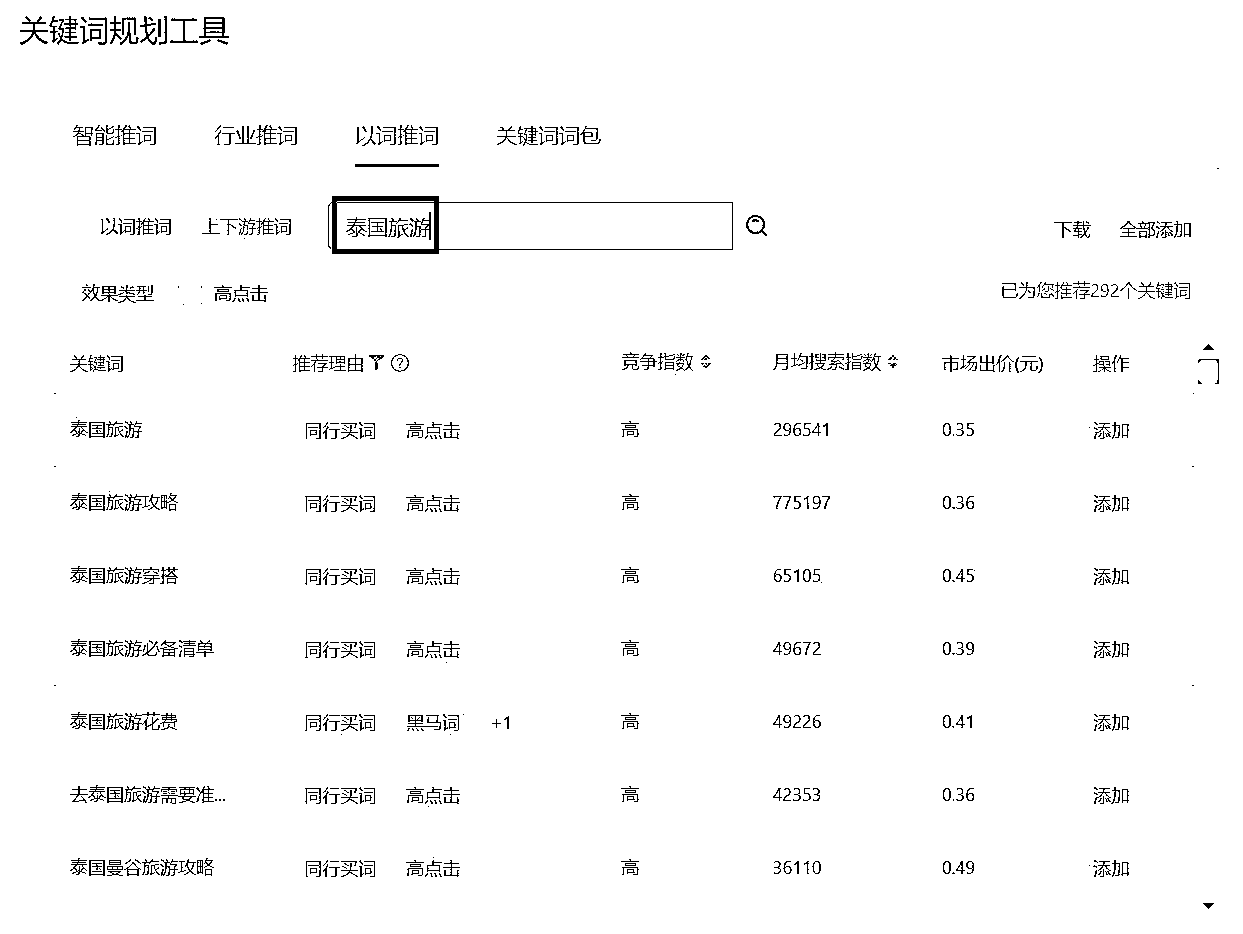 关键词规划工具
智能推词 行业推词 以词推词 关键词词包
以词推词 上下游推词 泰国旅游 下载 全部添加
效果类型 高点击 已为您推荐292个关键词
关键词 推荐理由 竞争指数 月均搜索指数 市场出价(元) 操作
泰国旅游 同行买词 高点击 高 296541 0.35 添加
泰国旅游攻略 同行买词 高点击 高 775197 0.36 添加
泰国旅游穿搭 同行买词 高点击 高 65105 0.45 添加
泰国旅游必备清单 同行买词 高点击 高 49672 0.39 添加
泰国旅游花费 同行买词 黑马词 +1 高 49226 0.41 添加
去泰国旅游需要准... 同行买词 高点击 高 42353 0.36 添加
泰国曼谷旅游攻略 同行买词 高点击 高 36110 0.49 添加